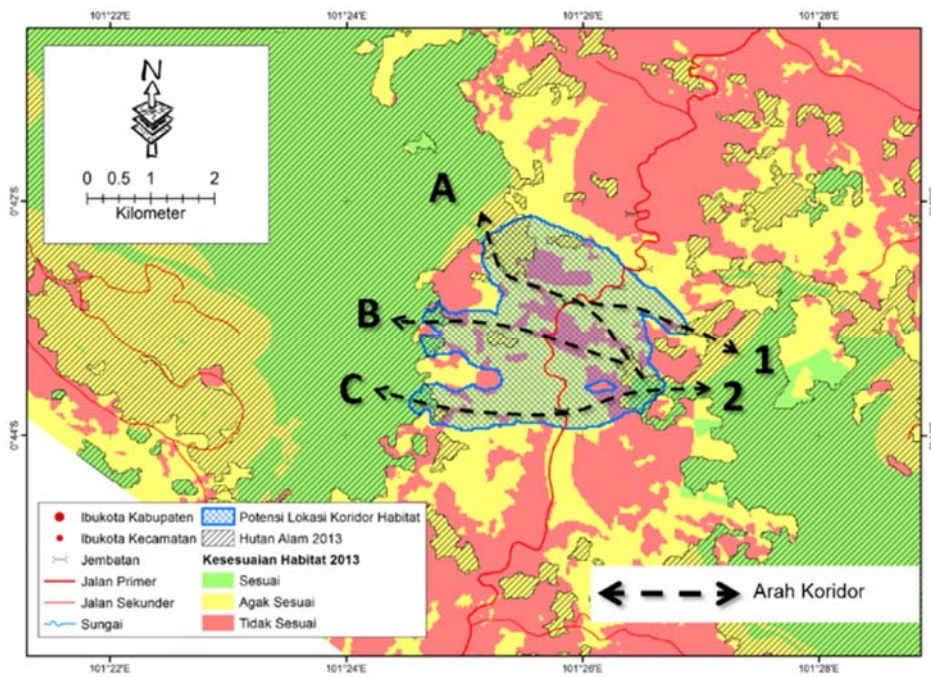 101°22'E 101°24'E 101°26'E 101°28'E
N
0 0.5 1 2
Kilometer
0°42'S
A
B
C
1
2
0°44'S
0°44'S
Ibukota Kabupaten
Ibukota Kecamatan
Jembatan
Jalan Primer
Jalan Sekunder
Sungai
Potensi Lokasi Koridor Habitat
Hutan Alam 2013
Kesesuaian Habitat 2013
Sesuai
Agak Sesuai
Tidak Sesuai
Arah Koridor
101°22'E 101°24'E 101°26'E 101°28'E